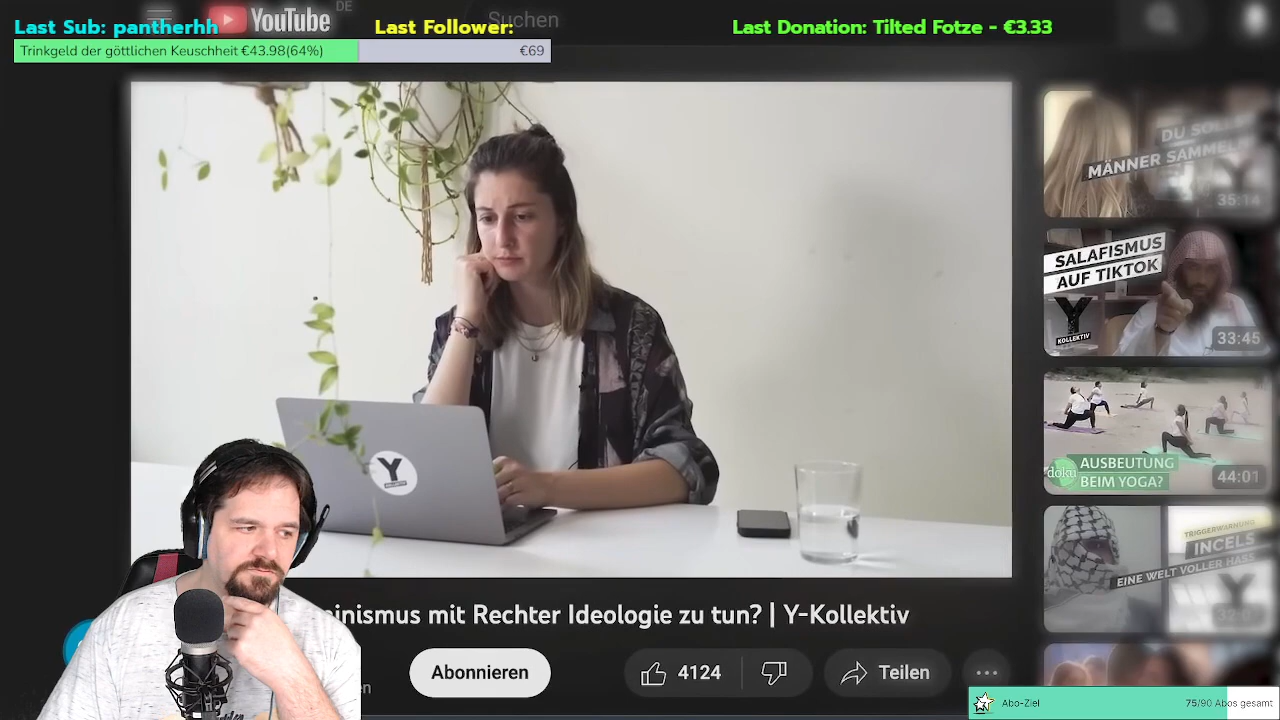 Last Sub: pantherhh
YouTube DE
Suchen
Last Follower:
Last Donation: Tilted Fotze - €3.33
Trinkgeld der göttlichen Keuschheit €43.98(64%)
€69
DU SOLLST
MÄNNER SAMMELN
35:14
SALAFISMUS
AUF TIKTOK
Y
KOLLEKTIV
33:45
doku
AUSBEUTUNG
BEIM YOGA?
44:01
TRIGGERWARNUNG
INCELS
EINE WELT VOLLER HASS
Y
Y
KOLLEKTIV
inismus mit Rechter Ideologie zu tun? | Y-Kollektiv
Abonnieren
4124
Teilen
Abo-Ziel
75/90 Abos gesamt